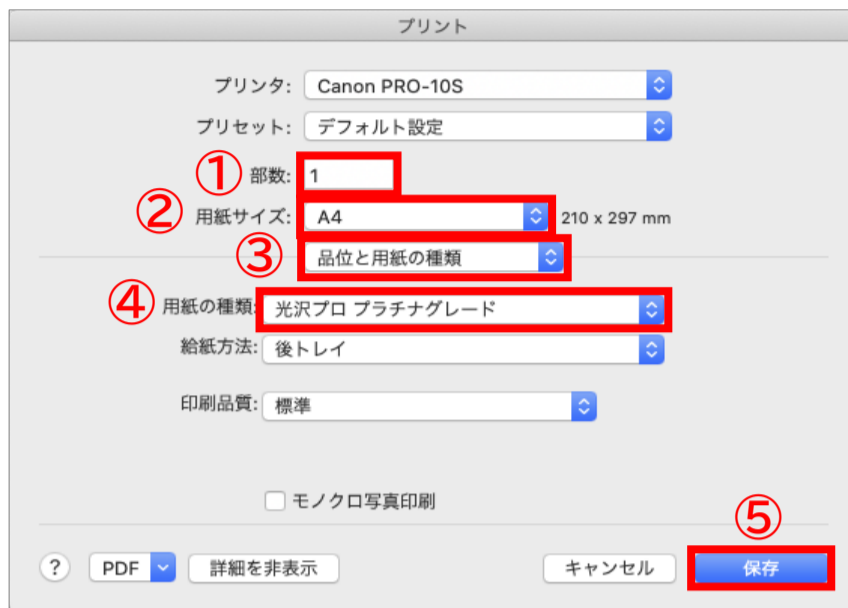 プリント
プリンタ: Canon PRO-10S
プリセット: デフォルト設定
① 部数: 1
② 用紙サイズ: A4 210 x 297 mm
③ 品位と用紙の種類
④ 用紙の種類: 光沢プロ プラチナグレード
給紙方法: 後トレイ
印刷品質: 標準
モノクロ写真印刷
⑤
? PDF 詳細を非表示 キャンセル 保存